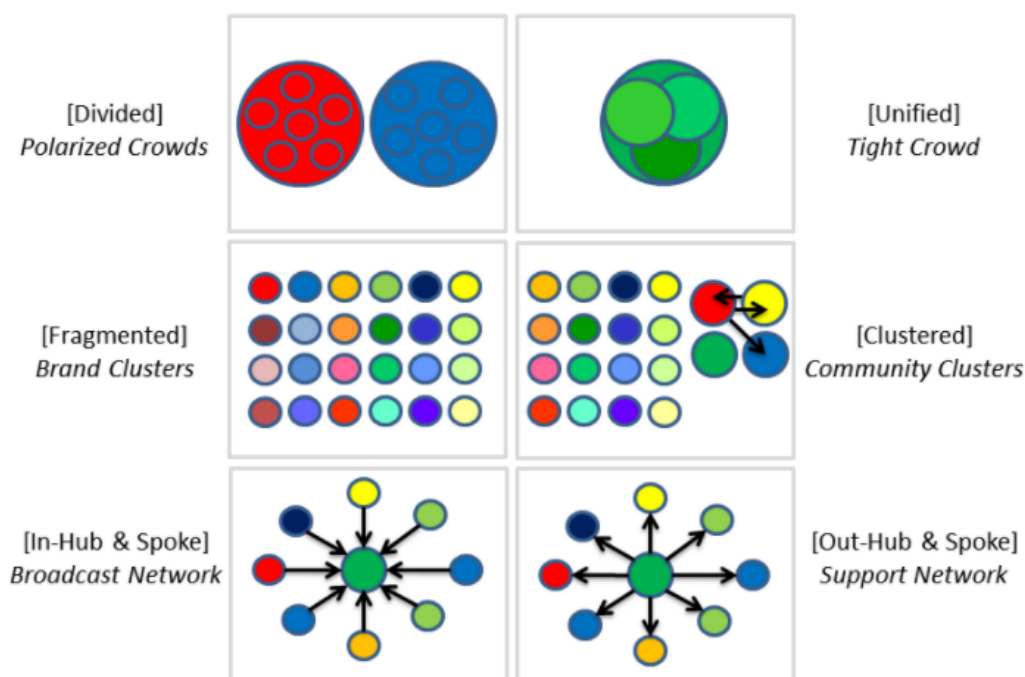 [Divided]
Polarized Crowds
[Unified]
Tight Crowd
[Fragmented]
Brand Clusters
[Clustered]
Community Clusters
[In-Hub & Spoke]
Broadcast Network
[Out-Hub & Spoke]
Support Network